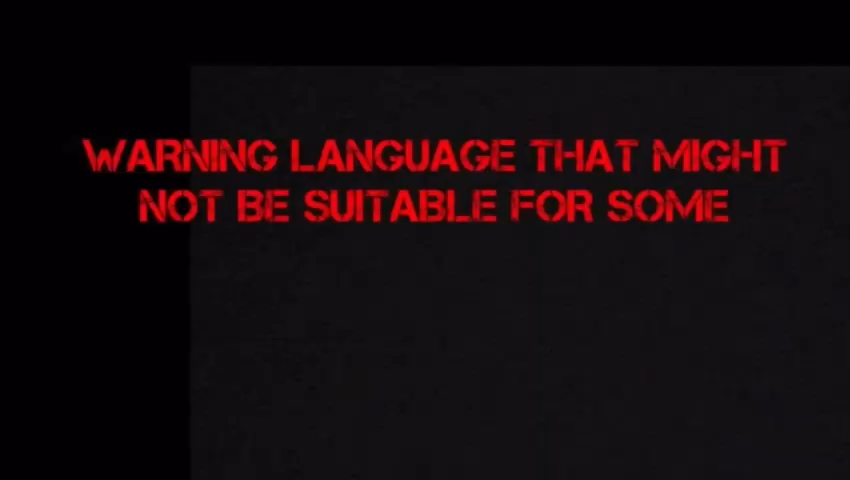 WARNING LANGUAGE THAT MIGHT
NOT BE SUITABLE FOR SOME